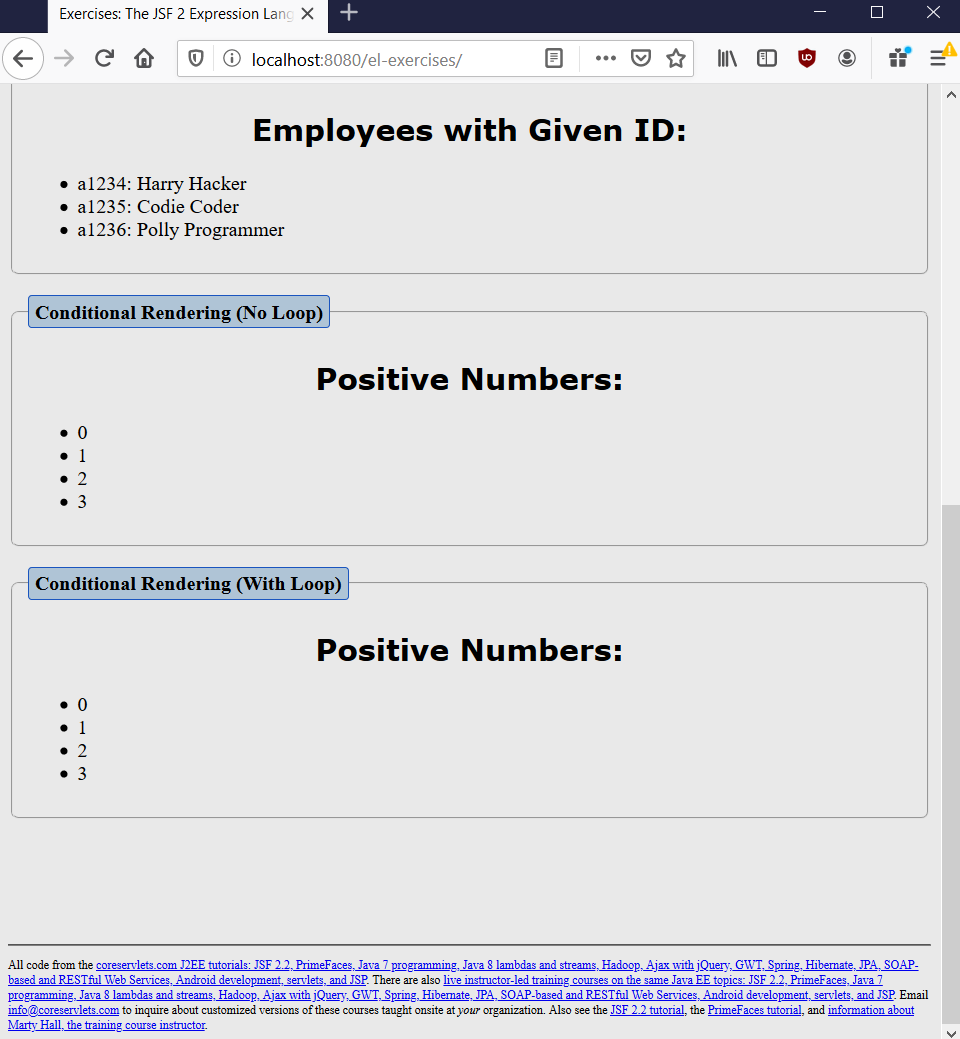 Exercises: The JSF 2 Expression Lang
localhost:8080/el-exercises/
Employees with Given ID:
• a1234: Harry Hacker
• a1235: Codie Coder
• a1236: Polly Programmer
Conditional Rendering (No Loop)
Positive Numbers:
• 0
• 1
• 2
• 3
Conditional Rendering (With Loop)
Positive Numbers:
• 0
• 1
• 2
• 3
All code from the coreservlets.com J2EE tutorials: JSF 2.2, PrimeFaces, Java 7 programming, Java 8 lambdas and streams, Hadoop, Ajax with jQuery, GWT, Spring, Hibernate, JPA, SOAP-
based and RESTful Web Services, Android development, servlets, and JSP. There are also live instructor-led training courses on the same Java EE topics: JSF 2.2, PrimeFaces, Java 7
programming, Java 8 lambdas and streams, Hadoop, Ajax with jQuery, GWT, Spring, Hibernate, JPA, SOAP-based and RESTful Web Services, Android development, servlets, and JSP. Email
info@coreservlets.com to inquire about customized versions of these courses taught onsite at your organization. Also see the JSF 2.2 tutorial, the PrimeFaces tutorial, and information about
Marty Hall, the training course instructor.